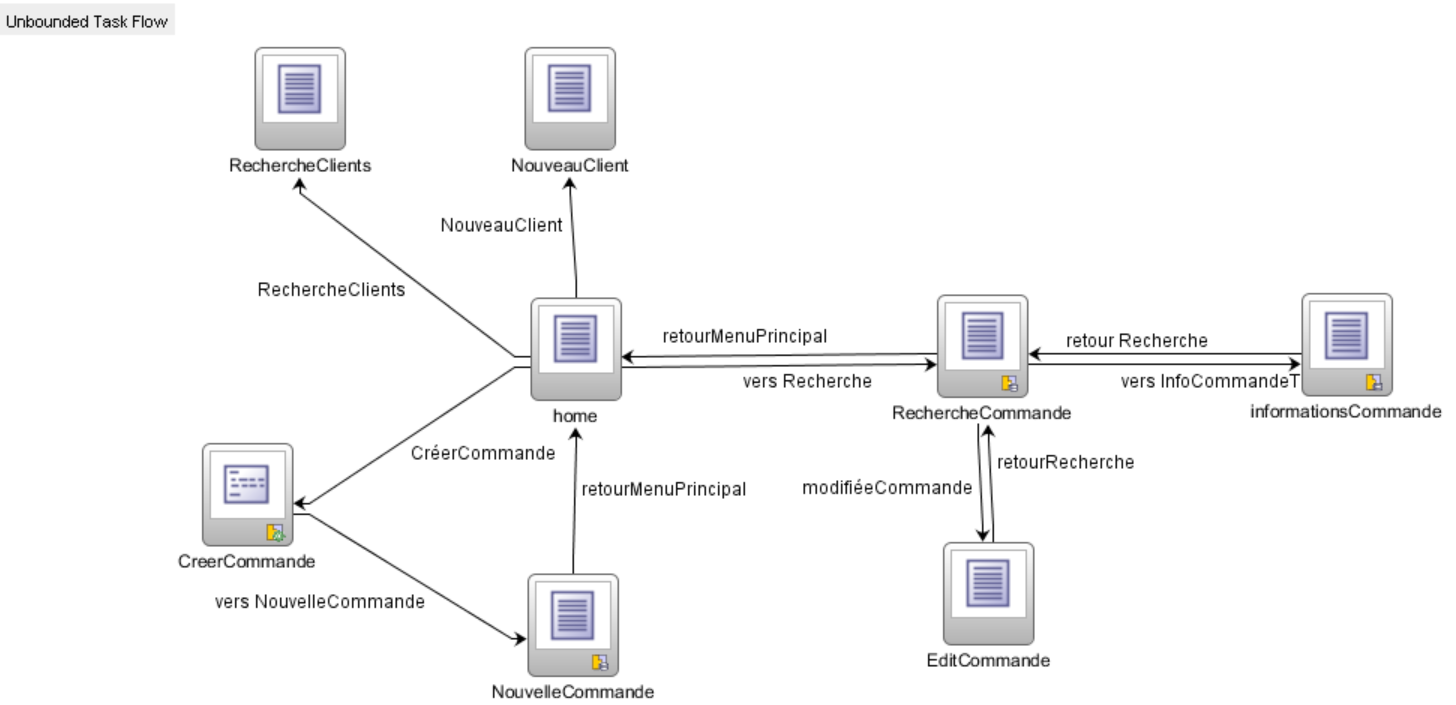 Unbounded Task Flow
RechercheClients
NouveauClient
NouveauClient
RechercheClients
retourMenuPrincipal
retour Recherche
vers Recherche
vers InfoCommandeT
home
RechercheCommande
informationsCommande
CréerCommande
retourRecherche
retourMenuPrincipal
modifiéeCommande
CreerCommande
vers NouvelleCommande
EditCommande
NouvelleCommande